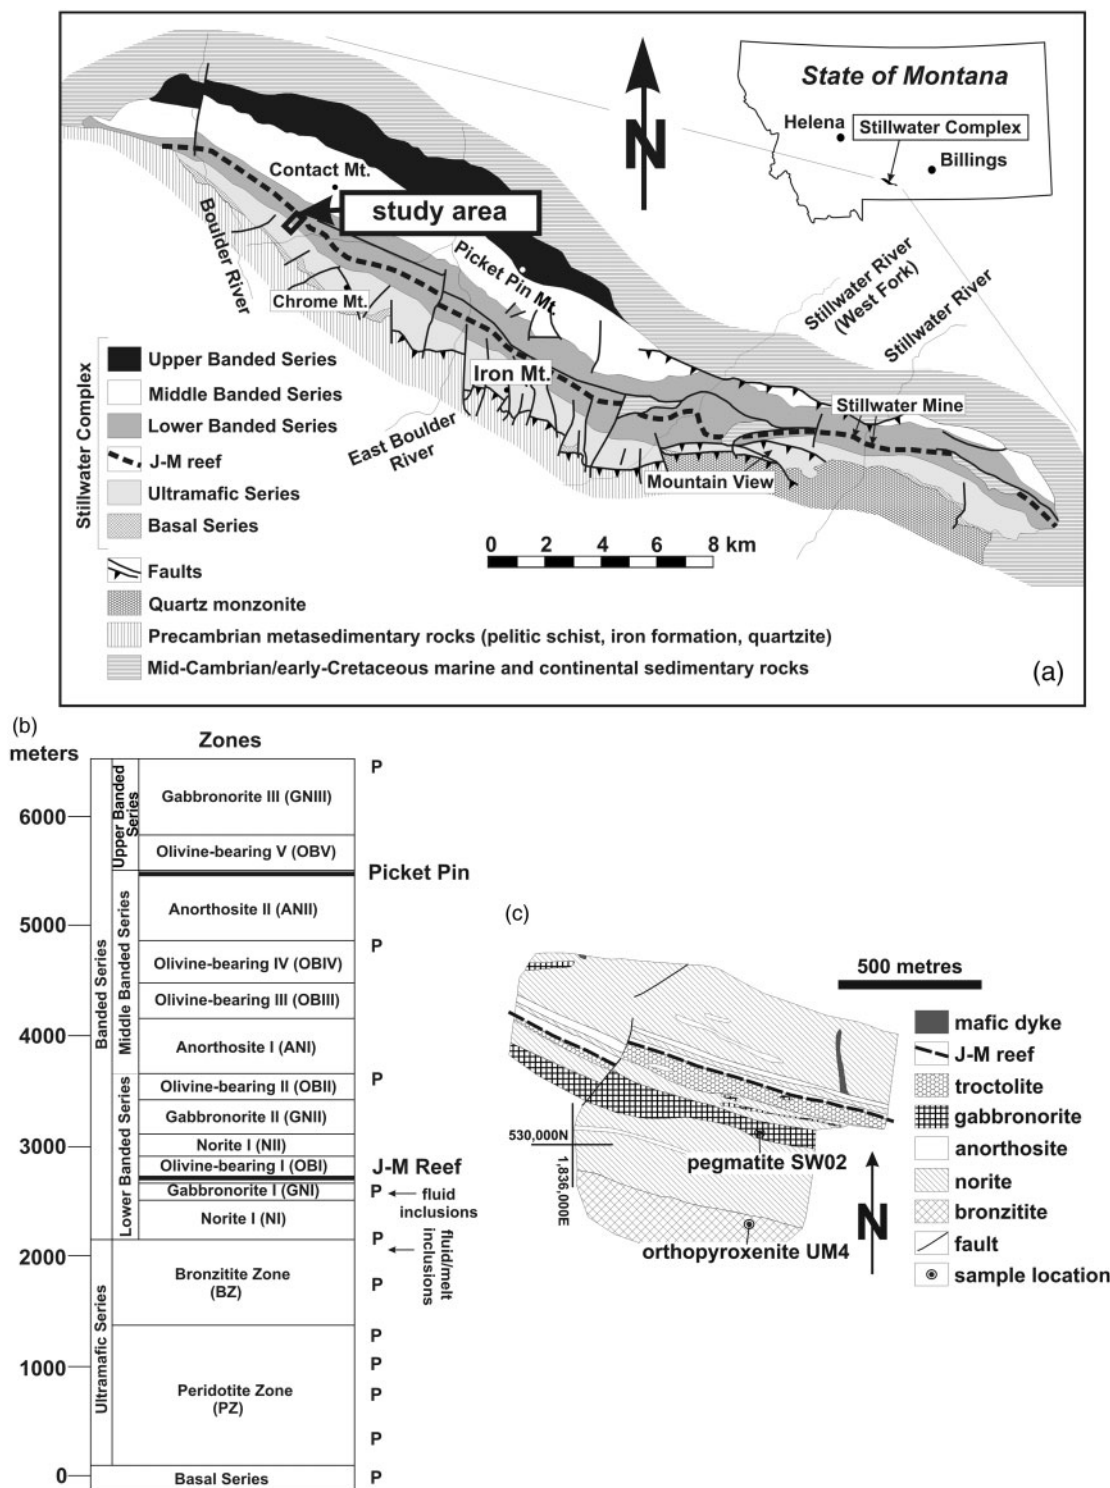 State of Montana
Helena
Stillwater Complex
Billings
N
Contact Mt.
study area
Boulder
River
Picket Pin Mt.
Chrome Mt.
Stillwater River
(West Fork)
Stillwater River
Iron Mt.
Stillwater Mine
East Boulder
River
Mountain View
Stillwater Complex
Upper Banded Series
Middle Banded Series
Lower Banded Series
J-M reef
Ultramafic Series
Basal Series
0 2 4 6 8 km
Faults
Quartz monzonite
Precambrian metasedimentary rocks (pelitic schist, iron formation, quartzite)
Mid-Cambrian/early-Cretaceous marine and continental sedimentary rocks
(a)
(b)
meters
Zones
6000
5000
4000
3000
2000
1000
0
Banded Series
Ultramafic Series
Upper Banded
Series
Middle Banded Series
Lower Banded Series
Gabbronorite III (GNIII)
Olivine-bearing V (OBV)
Anorthosite II (ANII)
Olivine-bearing IV (OBIV)
Olivine-bearing III (OBIII)
Anorthosite I (ANI)
Olivine-bearing II (OBII)
Gabbronorite II (GNII)
Norite I (NII)
Olivine-bearing I (OBI)
Gabbronorite I (GNI)
Norite I (NI)
Bronzitite Zone
(BZ)
Peridotite Zone
(PZ)
Basal Series
P
Picket Pin
P
P
J-M Reef
P
fluid
inclusions
P
fluid/melt
inclusions
P
P
P
P
P
P
(c)
500 metres
mafic dyke
J-M reef
troctolite
gabbronorite
anorthosite
norite
bronzitite
fault
sample location
530,000N
1,836,000E
pegmatite SW02
orthopyroxenite UM4
N